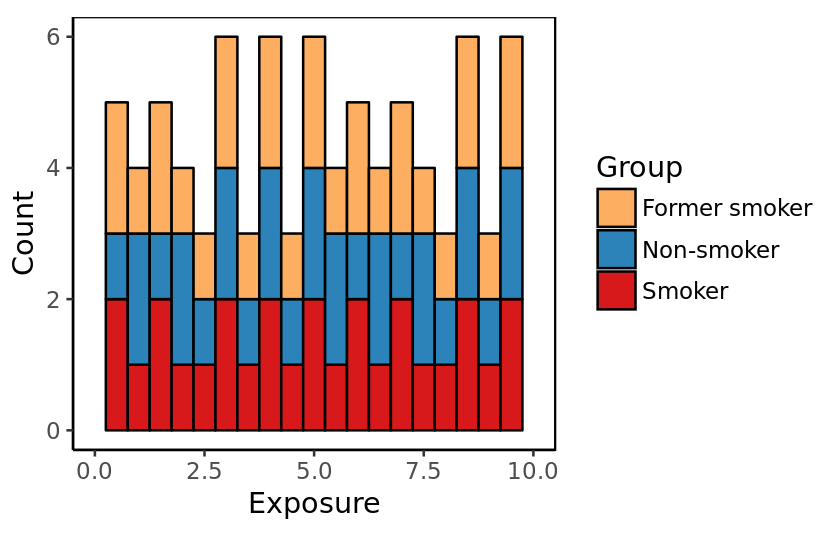 6
4
2
0
Count
0.0 2.5 5.0 7.5 10.0
Exposure
Group
Former smoker
Non-smoker
Smoker